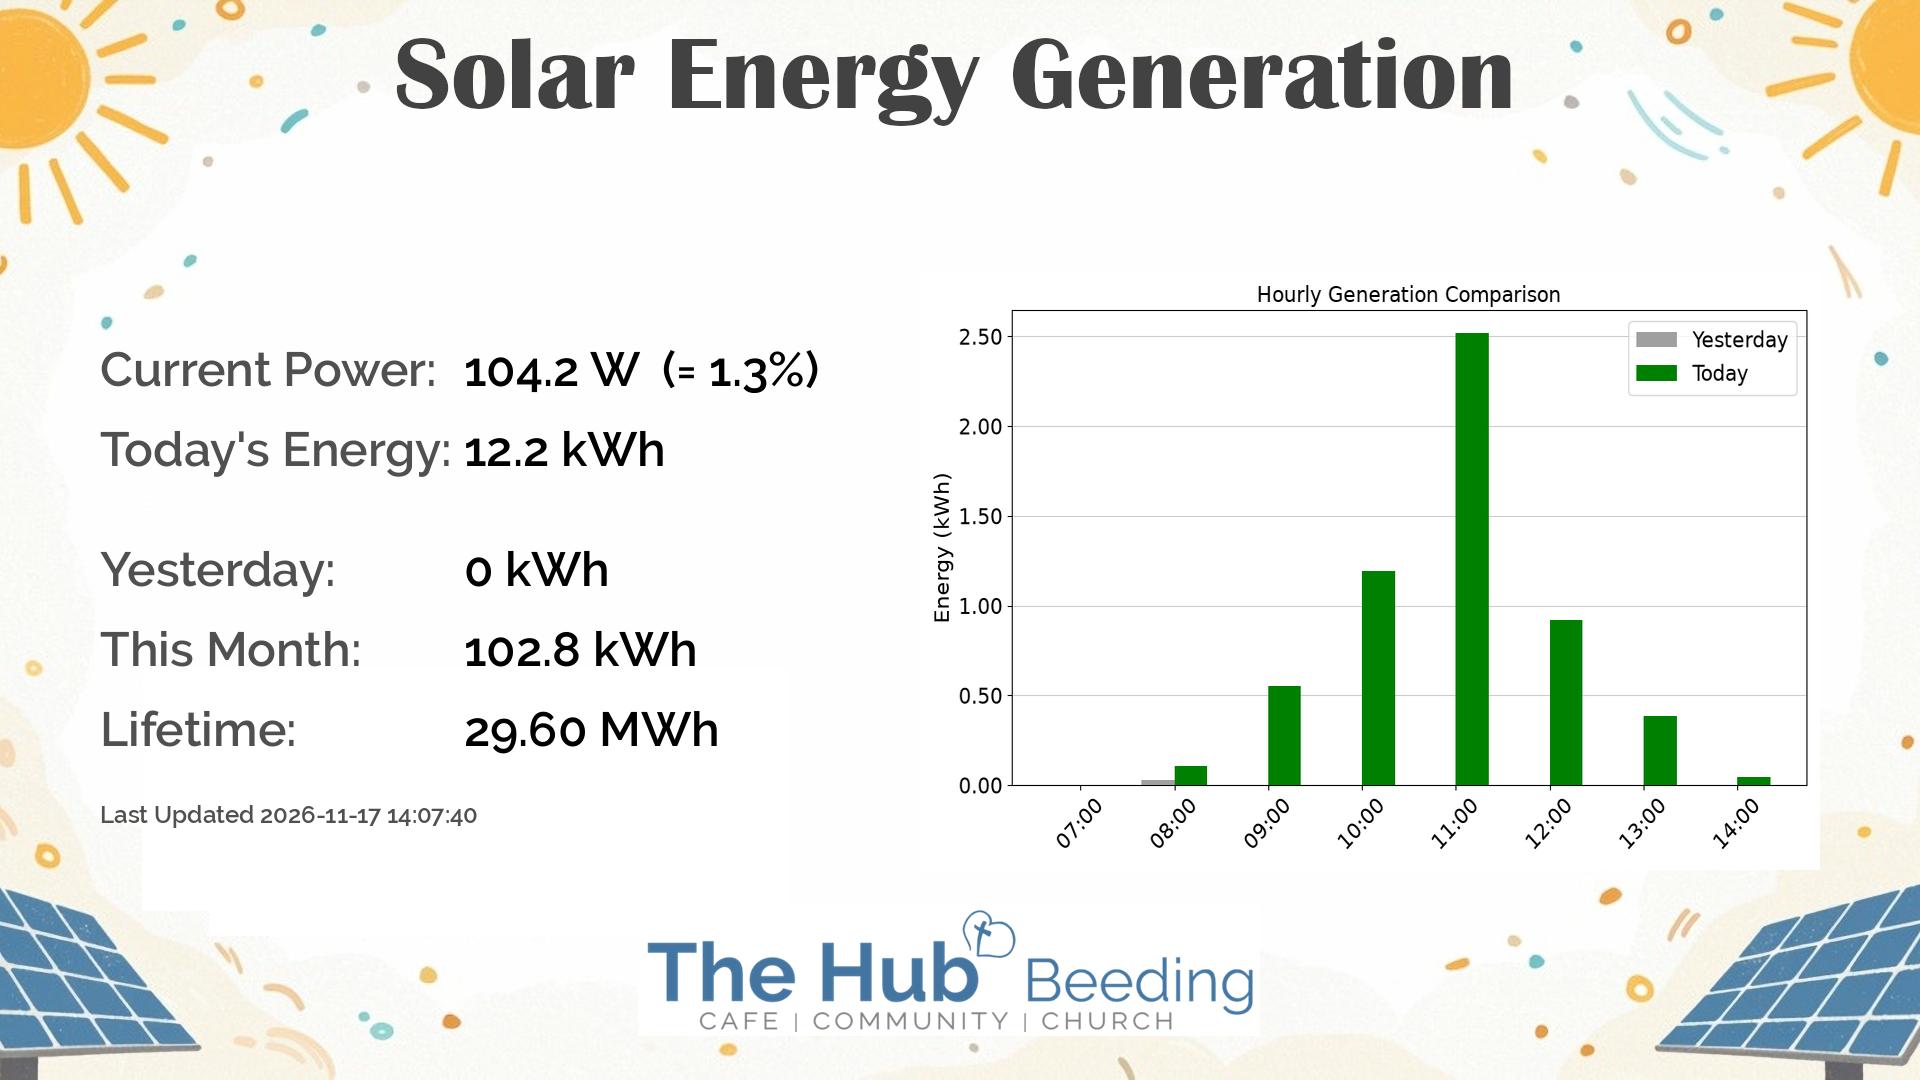 Solar Energy Generation
Current Power: 104.2 W (= 1.3%)
Today's Energy: 12.2 kWh
Yesterday: 0 kWh
This Month: 102.8 kWh
Lifetime: 29.60 MWh
Last Updated 2026-11-17 14:07:40
Hourly Generation Comparison
Yesterday
Today
Energy (kWh)
2.50
2.00
1.50
1.00
0.50
0.00
07:00 08:00 09:00 10:00 11:00 12:00 13:00 14:00
The Hub Beeding
CAFE | COMMUNITY | CHURCH